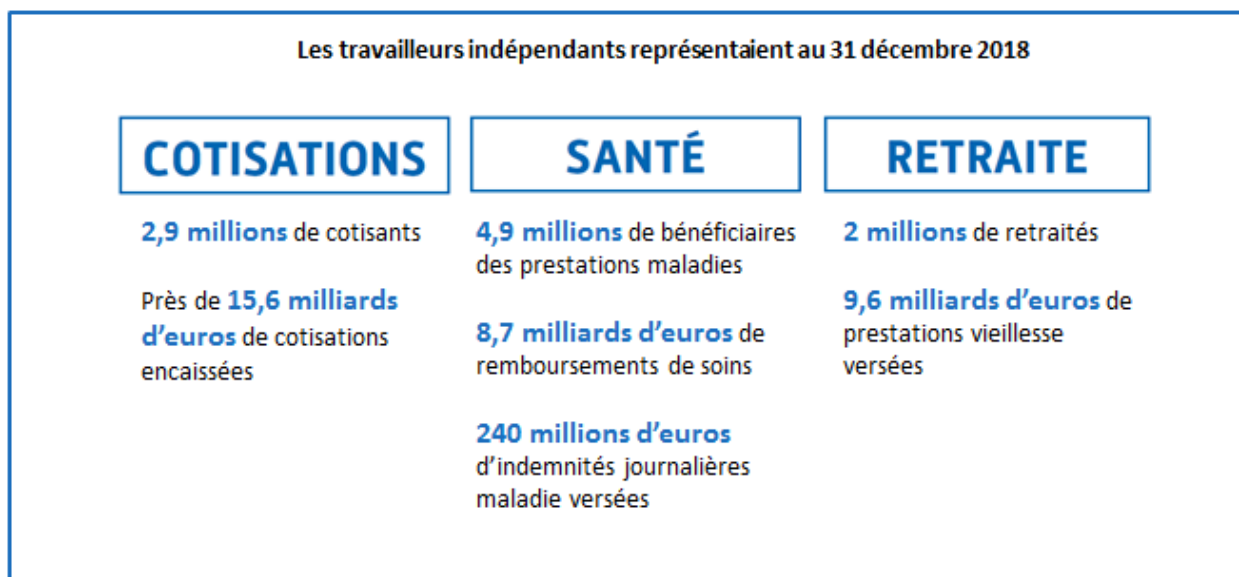 Les travailleurs indépendants représentaient au 31 décembre 2018
COTISATIONS
2,9 millions de cotisants
Près de 15,6 milliards
d'euros de cotisations
encaissées
SANTÉ
4,9 millions de bénéficiaires
des prestations maladies
8,7 milliards d'euros de
remboursements de soins
240 millions d'euros
d'indemnités journalières
maladie versées
RETRAITE
2 millions de retraités
9,6 milliards d'euros de
prestations vieillesse
versées